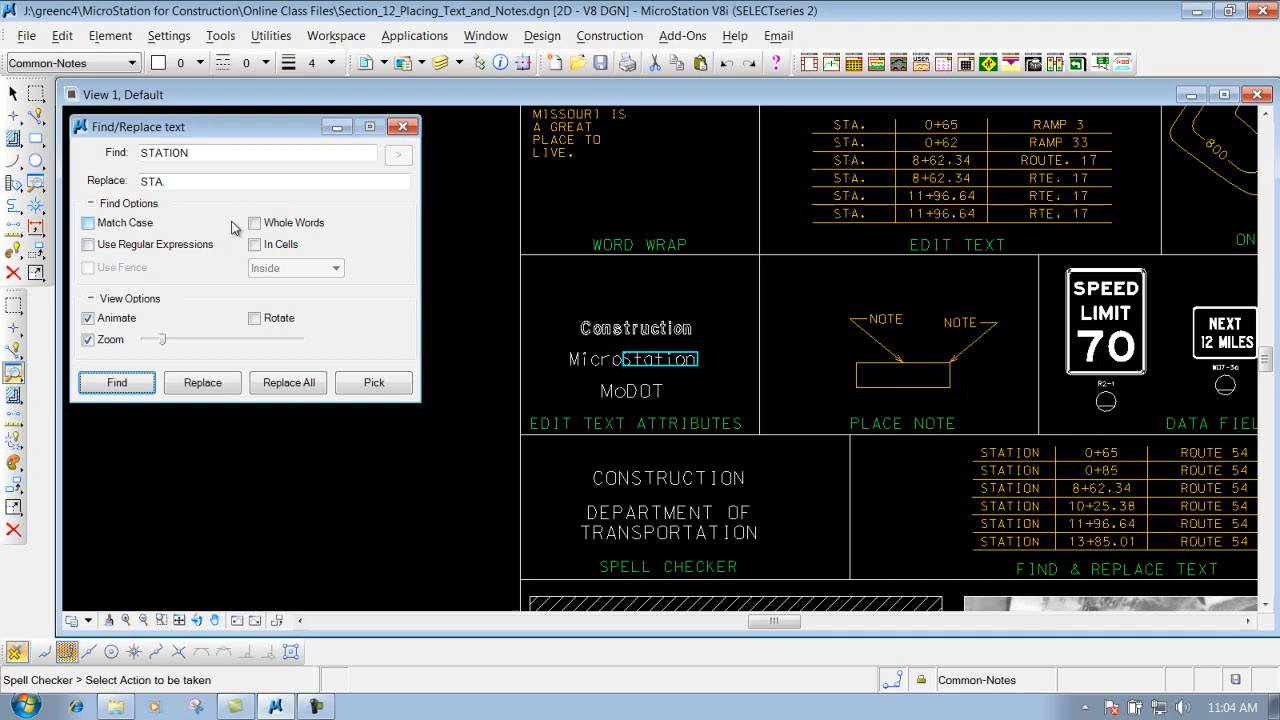 J:\greenc4\MicroStation for Construction\Online Class Files\Section_12_Placing_Text_and_Notes.dgn [2D - V8 DGN] - MicroStation V8i (SELECTseries 2)
File Edit Element Settings Tools Utilities Workspace Applications Window Design Construction Add-Ons Help Email
Common-Notes 0 0 1
View 1, Default
Find/Replace text
Find: STATION >
Replace: STA.
Find Options
Match Case Whole Words
Use Regular Expressions In Cells
Use Fence Inside
View Options
Animate Rotate
Zoom
Find Replace Replace All Pick
MISSOURI IS
A GREAT
PLACE TO
LIVE.
WORD WRAP
STA. 0+65 RAMP 3
STA. 0+62 RAMP 33
STA. 8+62.34 ROUTE. 17
STA. 8+62.34 RTE. 17
STA. 11+96.64 RTE. 17
STA. 11+96.64 RTE. 17
EDIT TEXT
800
ON
Construction
MicroStation
MoDOT
EDIT TEXT ATTRIBUTES
NOTE NOTE
PLACE NOTE
SPEED
LIMIT
70
R2-1
NEXT
12 MILES
DATA FIEL
CONSTRUCTION
DEPARTMENT OF
TRANSPORTATION
SPELL CHECKER
STATION 0+65 ROUTE 54
STATION 0+85 ROUTE 54
STATION 8+62.34 ROUTE 54
STATION 10+25.38 ROUTE 54
STATION 11+96.64 ROUTE 54
STATION 13+85.01 ROUTE 54
FIND & REPLACE TEXT
Spell Checker > Select Action to be taken
Common-Notes
11:04 AM